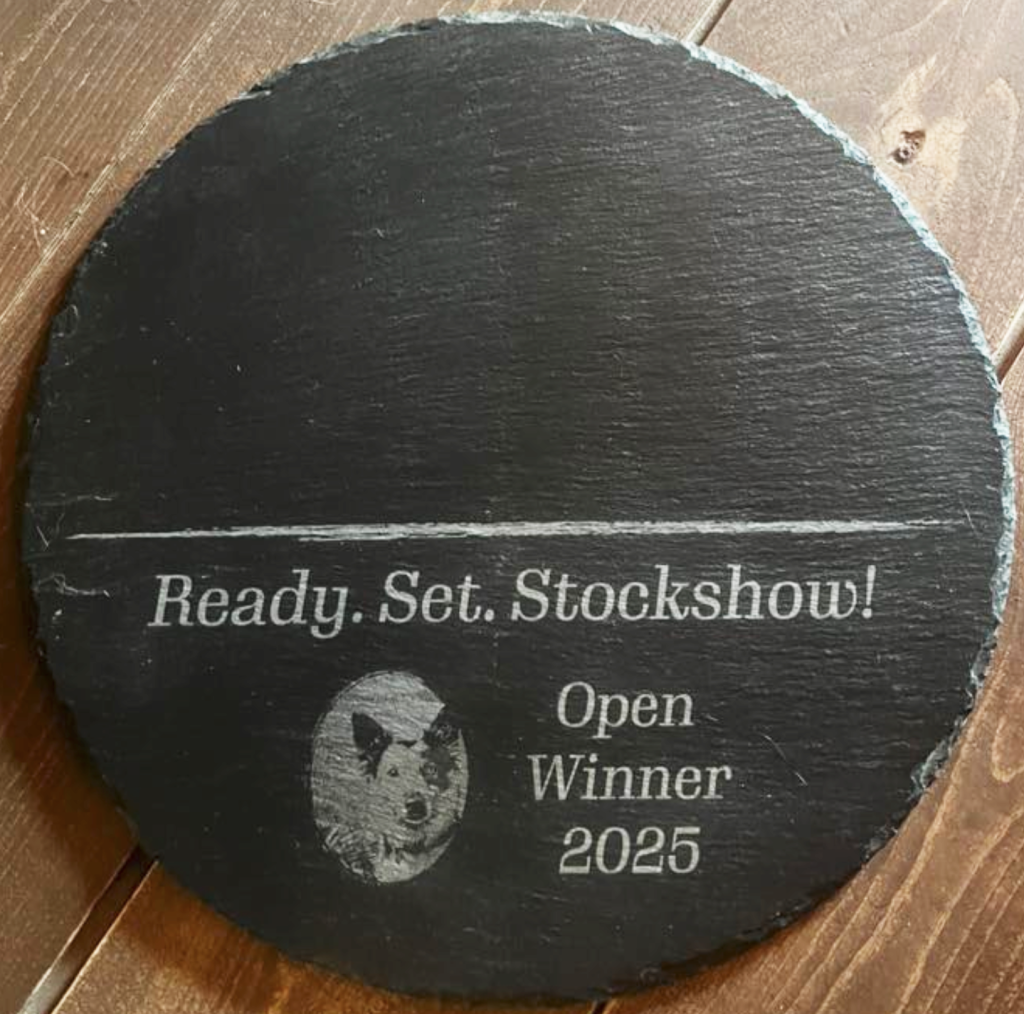 Ready. Set. Stockshow!
Open
Winner
2025